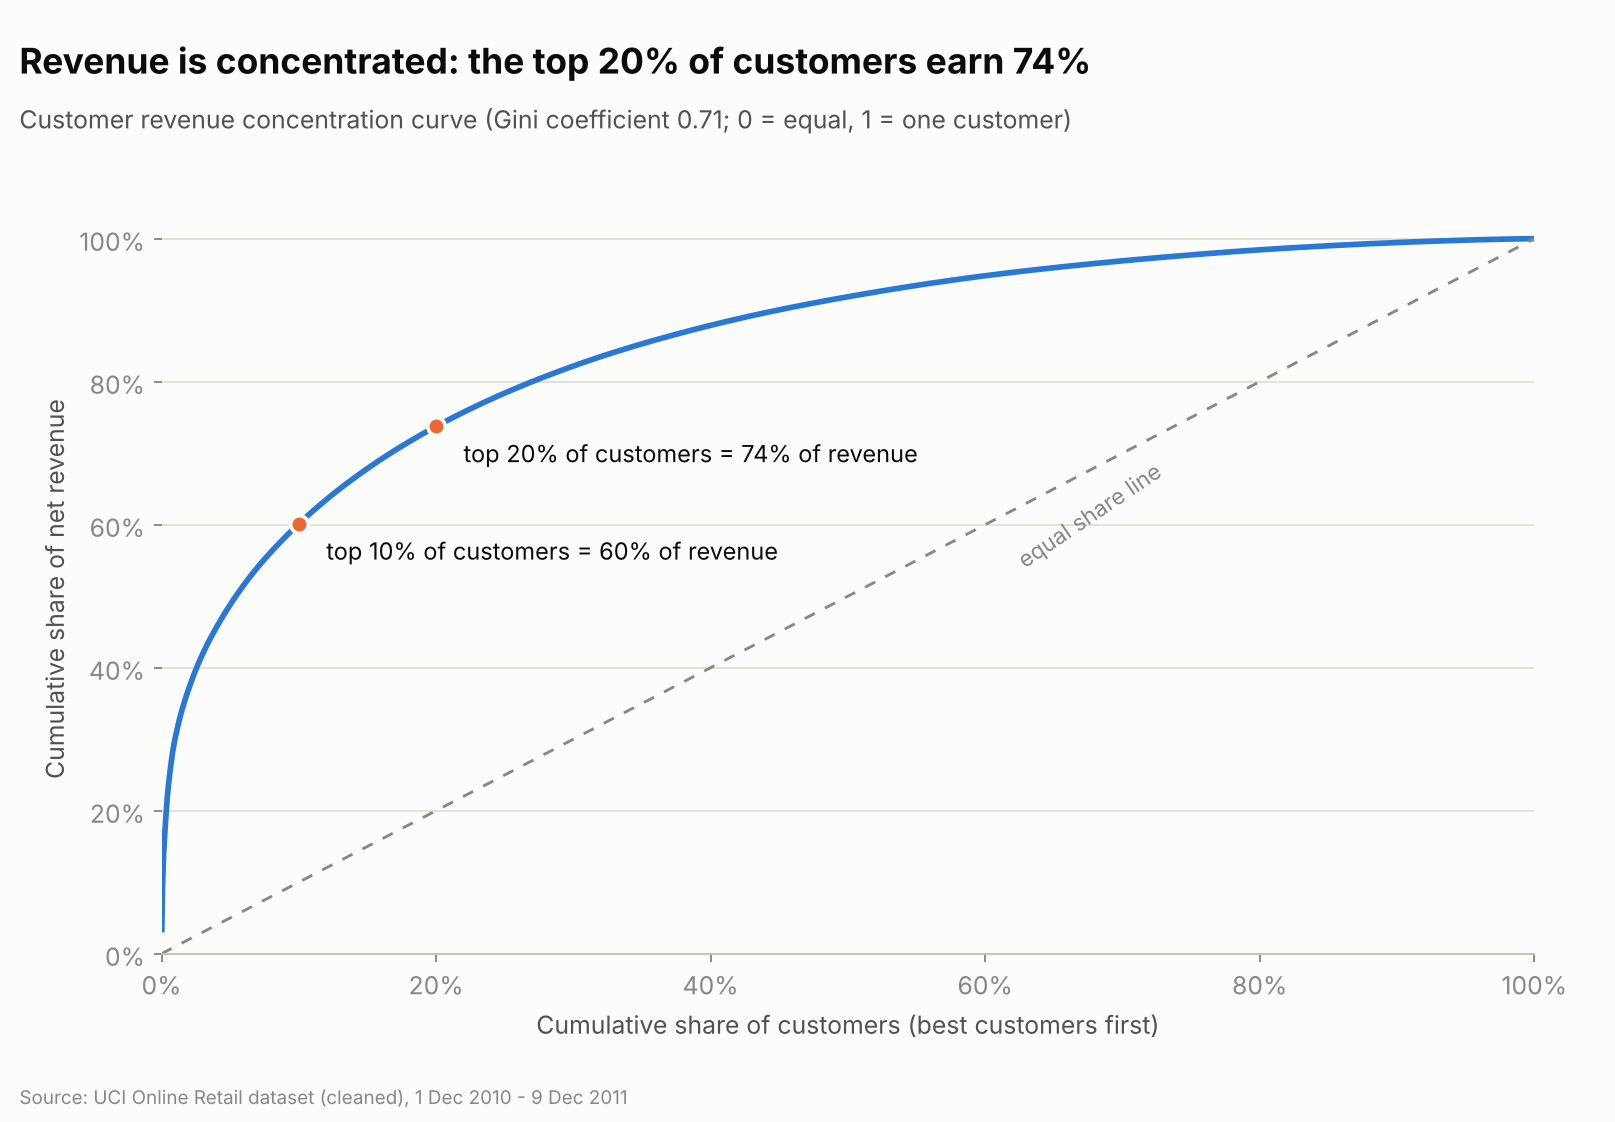 Revenue is concentrated: the top 20% of customers earn 74%
Customer revenue concentration curve (Gini coefficient 0.71; 0 = equal, 1 = one customer)
100%
80%
60%
40%
20%
0%
Cumulative share of net revenue
top 20% of customers = 74% of revenue
top 10% of customers = 60% of revenue
equal share line
0%
20%
40%
60%
80%
100%
Cumulative share of customers (best customers first)
Source: UCI Online Retail dataset (cleaned), 1 Dec 2010 - 9 Dec 2011